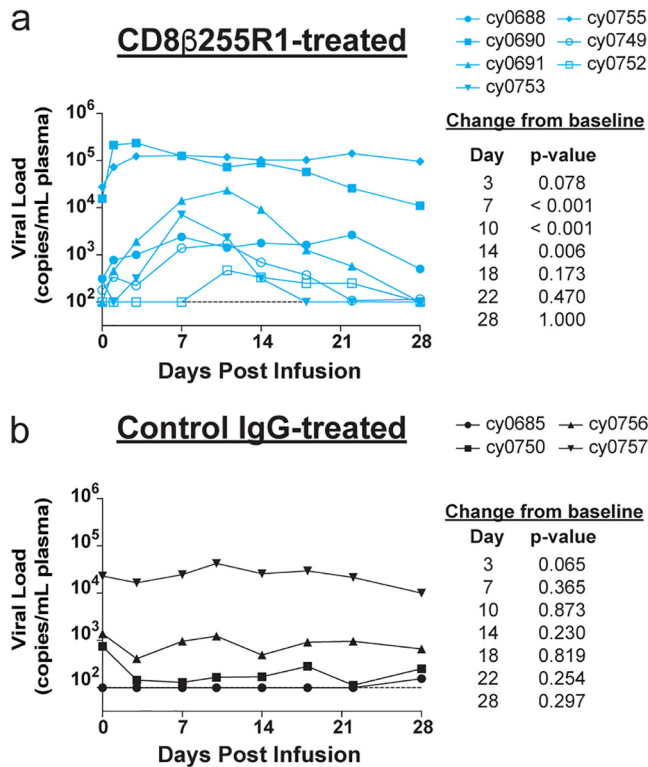 a
CD8β255R1-treated
cy0688 cy0755
cy0690 cy0749
cy0691 cy0752
cy0753
Change from baseline
Day p-value
3 0.078
7 < 0.001
10 < 0.001
14 0.006
18 0.173
22 0.470
28 1.000
Viral Load
(copies/mL plasma)
10⁶
10⁵
10⁴
10³
10²
0 7 14 21 28
Days Post Infusion
b
Control IgG-treated
cy0685 cy0756
cy0750 cy0757
Change from baseline
Day p-value
3 0.065
7 0.365
10 0.873
14 0.230
18 0.819
22 0.254
28 0.297
Viral Load
(copies/mL plasma)
10⁶
10⁵
10⁴
10³
10²
0 7 14 21 28
Days Post Infusion